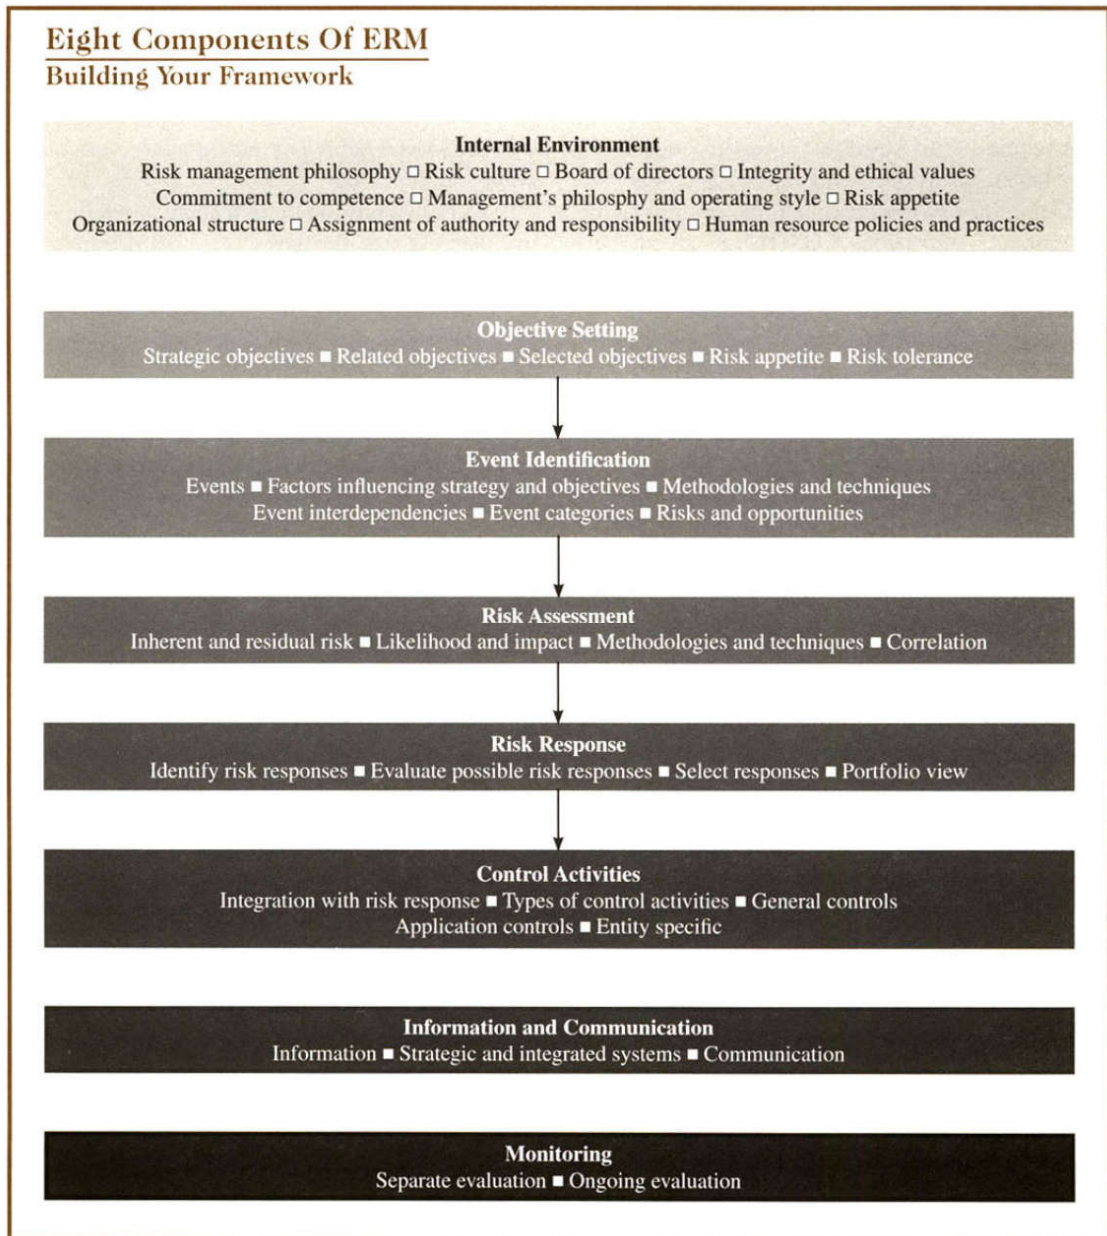 Eight Components Of ERM
Building Your Framework
Internal Environment
Risk management philosophy □ Risk culture □ Board of directors □ Integrity and ethical values
Commitment to competence □ Management's philosphy and operating style □ Risk appetite
Organizational structure □ Assignment of authority and responsibility □ Human resource policies and practices
Objective Setting
Strategic objectives ■ Related objectives ■ Selected objectives ■ Risk appetite ■ Risk tolerance
Event Identification
Events ■ Factors influencing strategy and objectives ■ Methodologies and techniques
Event interdependencies ■ Event categories ■ Risks and opportunities
Risk Assessment
Inherent and residual risk ■ Likelihood and impact ■ Methodologies and techniques ■ Correlation
Risk Response
Identify risk responses ■ Evaluate possible risk responses ■ Select responses ■ Portfolio view
Control Activities
Integration with risk response ■ Types of control activities ■ General controls
Application controls ■ Entity specific
Information and Communication
Information ■ Strategic and integrated systems ■ Communication
Monitoring
Separate evaluation ■ Ongoing evaluation